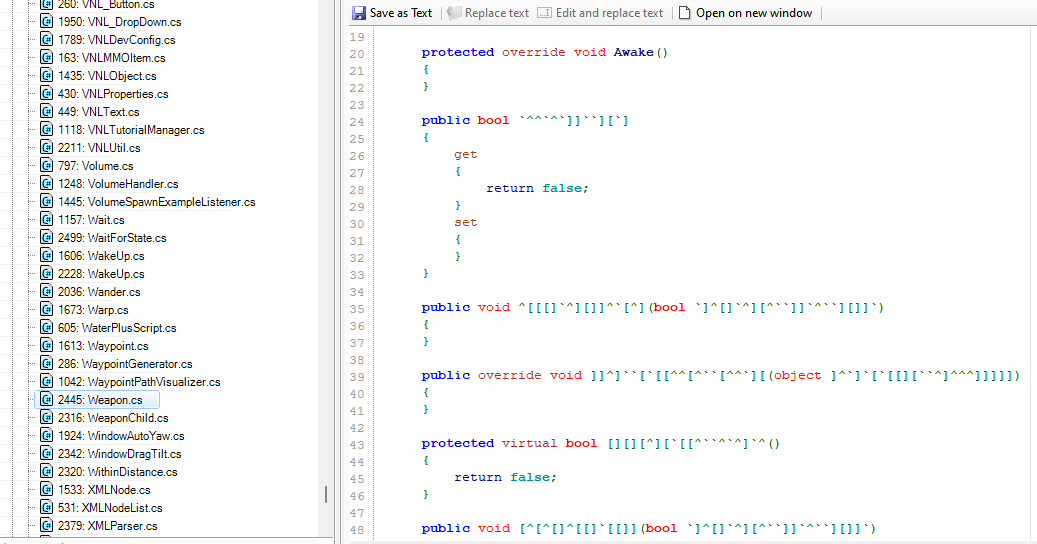 260: VNL_Button.cs
1950: VNL_DropDown.cs
1789: VNLDevConfig.cs
163: VNLMMOItem.cs
1435: VNLObject.cs
430: VNLProperties.cs
449: VNLText.cs
1118: VNLTutorialManager.cs
2211: VNLUtil.cs
797: Volume.cs
1248: VolumeHandler.cs
1445: VolumeSpawnExampleListener.cs
1157: Wait.cs
2499: WaitForState.cs
1606: WakeUp.cs
2228: WakeUp.cs
2036: Wander.cs
1673: Warp.cs
605: WaterPlusScript.cs
1613: Waypoint.cs
286: WaypointGenerator.cs
1042: WaypointPathVisualizer.cs
2445: Weapon.cs
2316: WeaponChild.cs
1924: WindowAutoYaw.cs
2342: WindowDragTilt.cs
2320: WithinDistance.cs
1533: XMLNode.cs
531: XMLNodeList.cs
2379: XMLParser.cs
Save as Text Replace text Edit and replace text Open on new window
19
20 protected override void Awake()
21 {
22 }
23
24 public bool `^^`^`]]``][`]
25 {
26 get
27 {
28 return false;
29 }
30 set
31 {
32 }
33 }
34
35 public void ^[[[]`^][]]^`[^](bool `]^[]`^][^``]]`^``][]]`)
36 {
37 }
38
39 public override void ]]^]``[`[[^^[^``[^^`][(object ]^`]`[`[[][``^]^^^]]]]])
40 {
41 }
42
43 protected virtual bool [][][^][`[[^``^`^]`^()
44 {
45 return false;
46 }
47
48 public void [^[^[]^[[]`[[]](bool `]^[]`^][^``]]`^``][]]`)